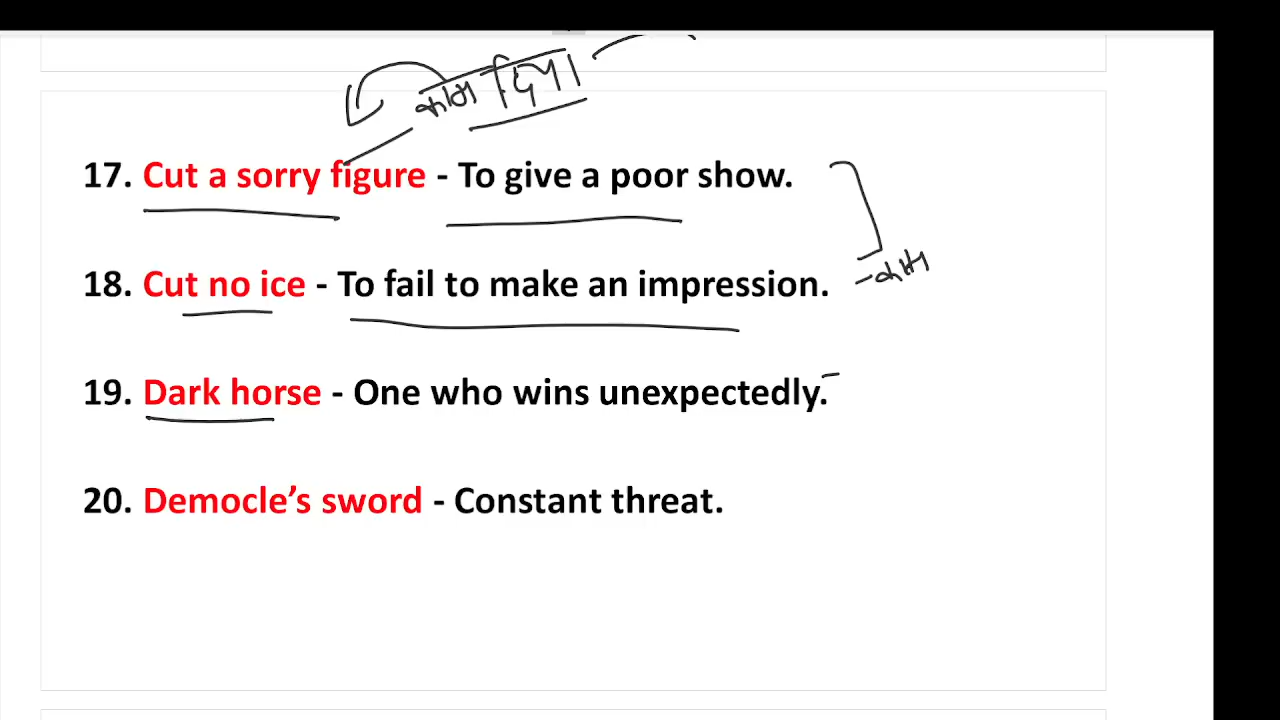 दिया
17. Cut a sorry figure - To give a poor show.
18. Cut no ice - To fail to make an impression.
19. Dark horse - One who wins unexpectedly.
20. Democle’s sword - Constant threat.